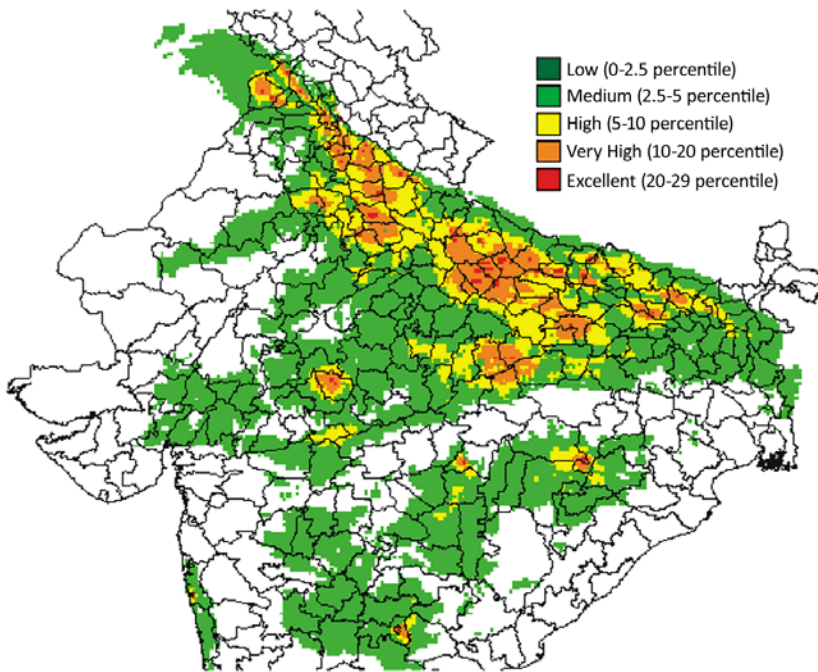 Low (0-2.5 percentile)
Medium (2.5-5 percentile)
High (5-10 percentile)
Very High (10-20 percentile)
Excellent (20-29 percentile)